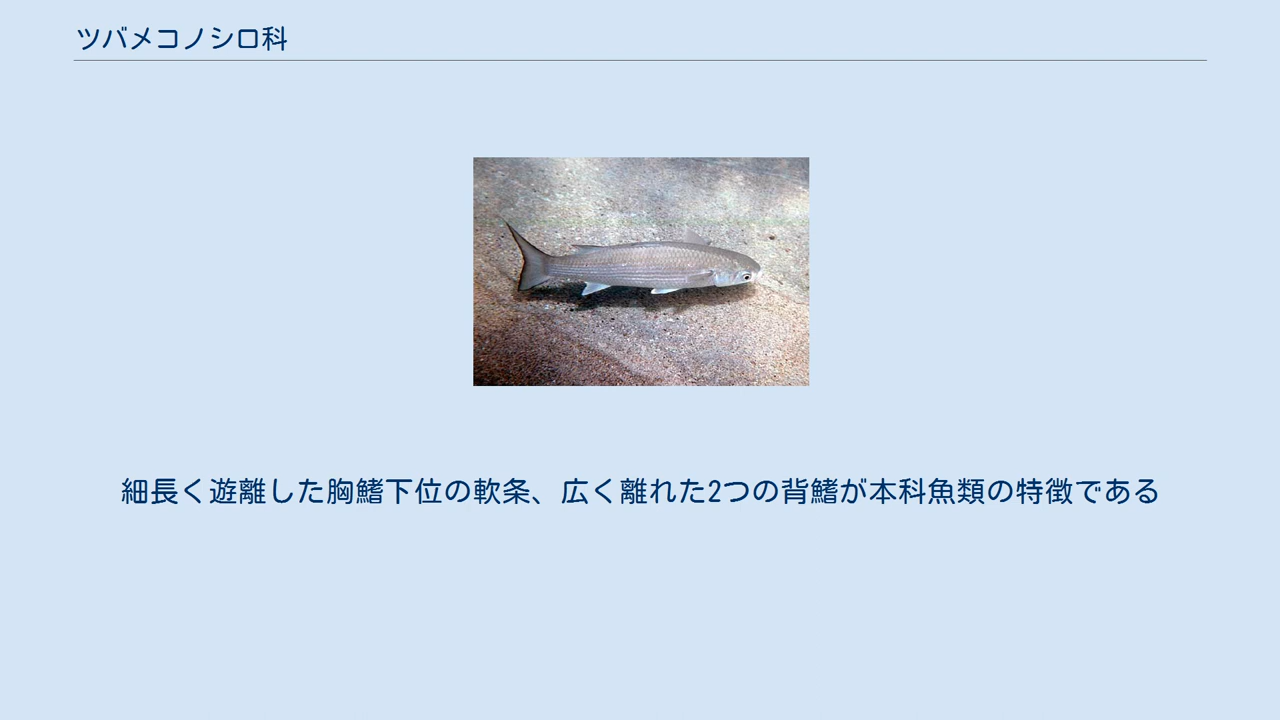 ツバメコノシロ科
細長く遊離した胸鰭下位の軟条、広く離れた2つの背鰭が本科魚類の特徴である